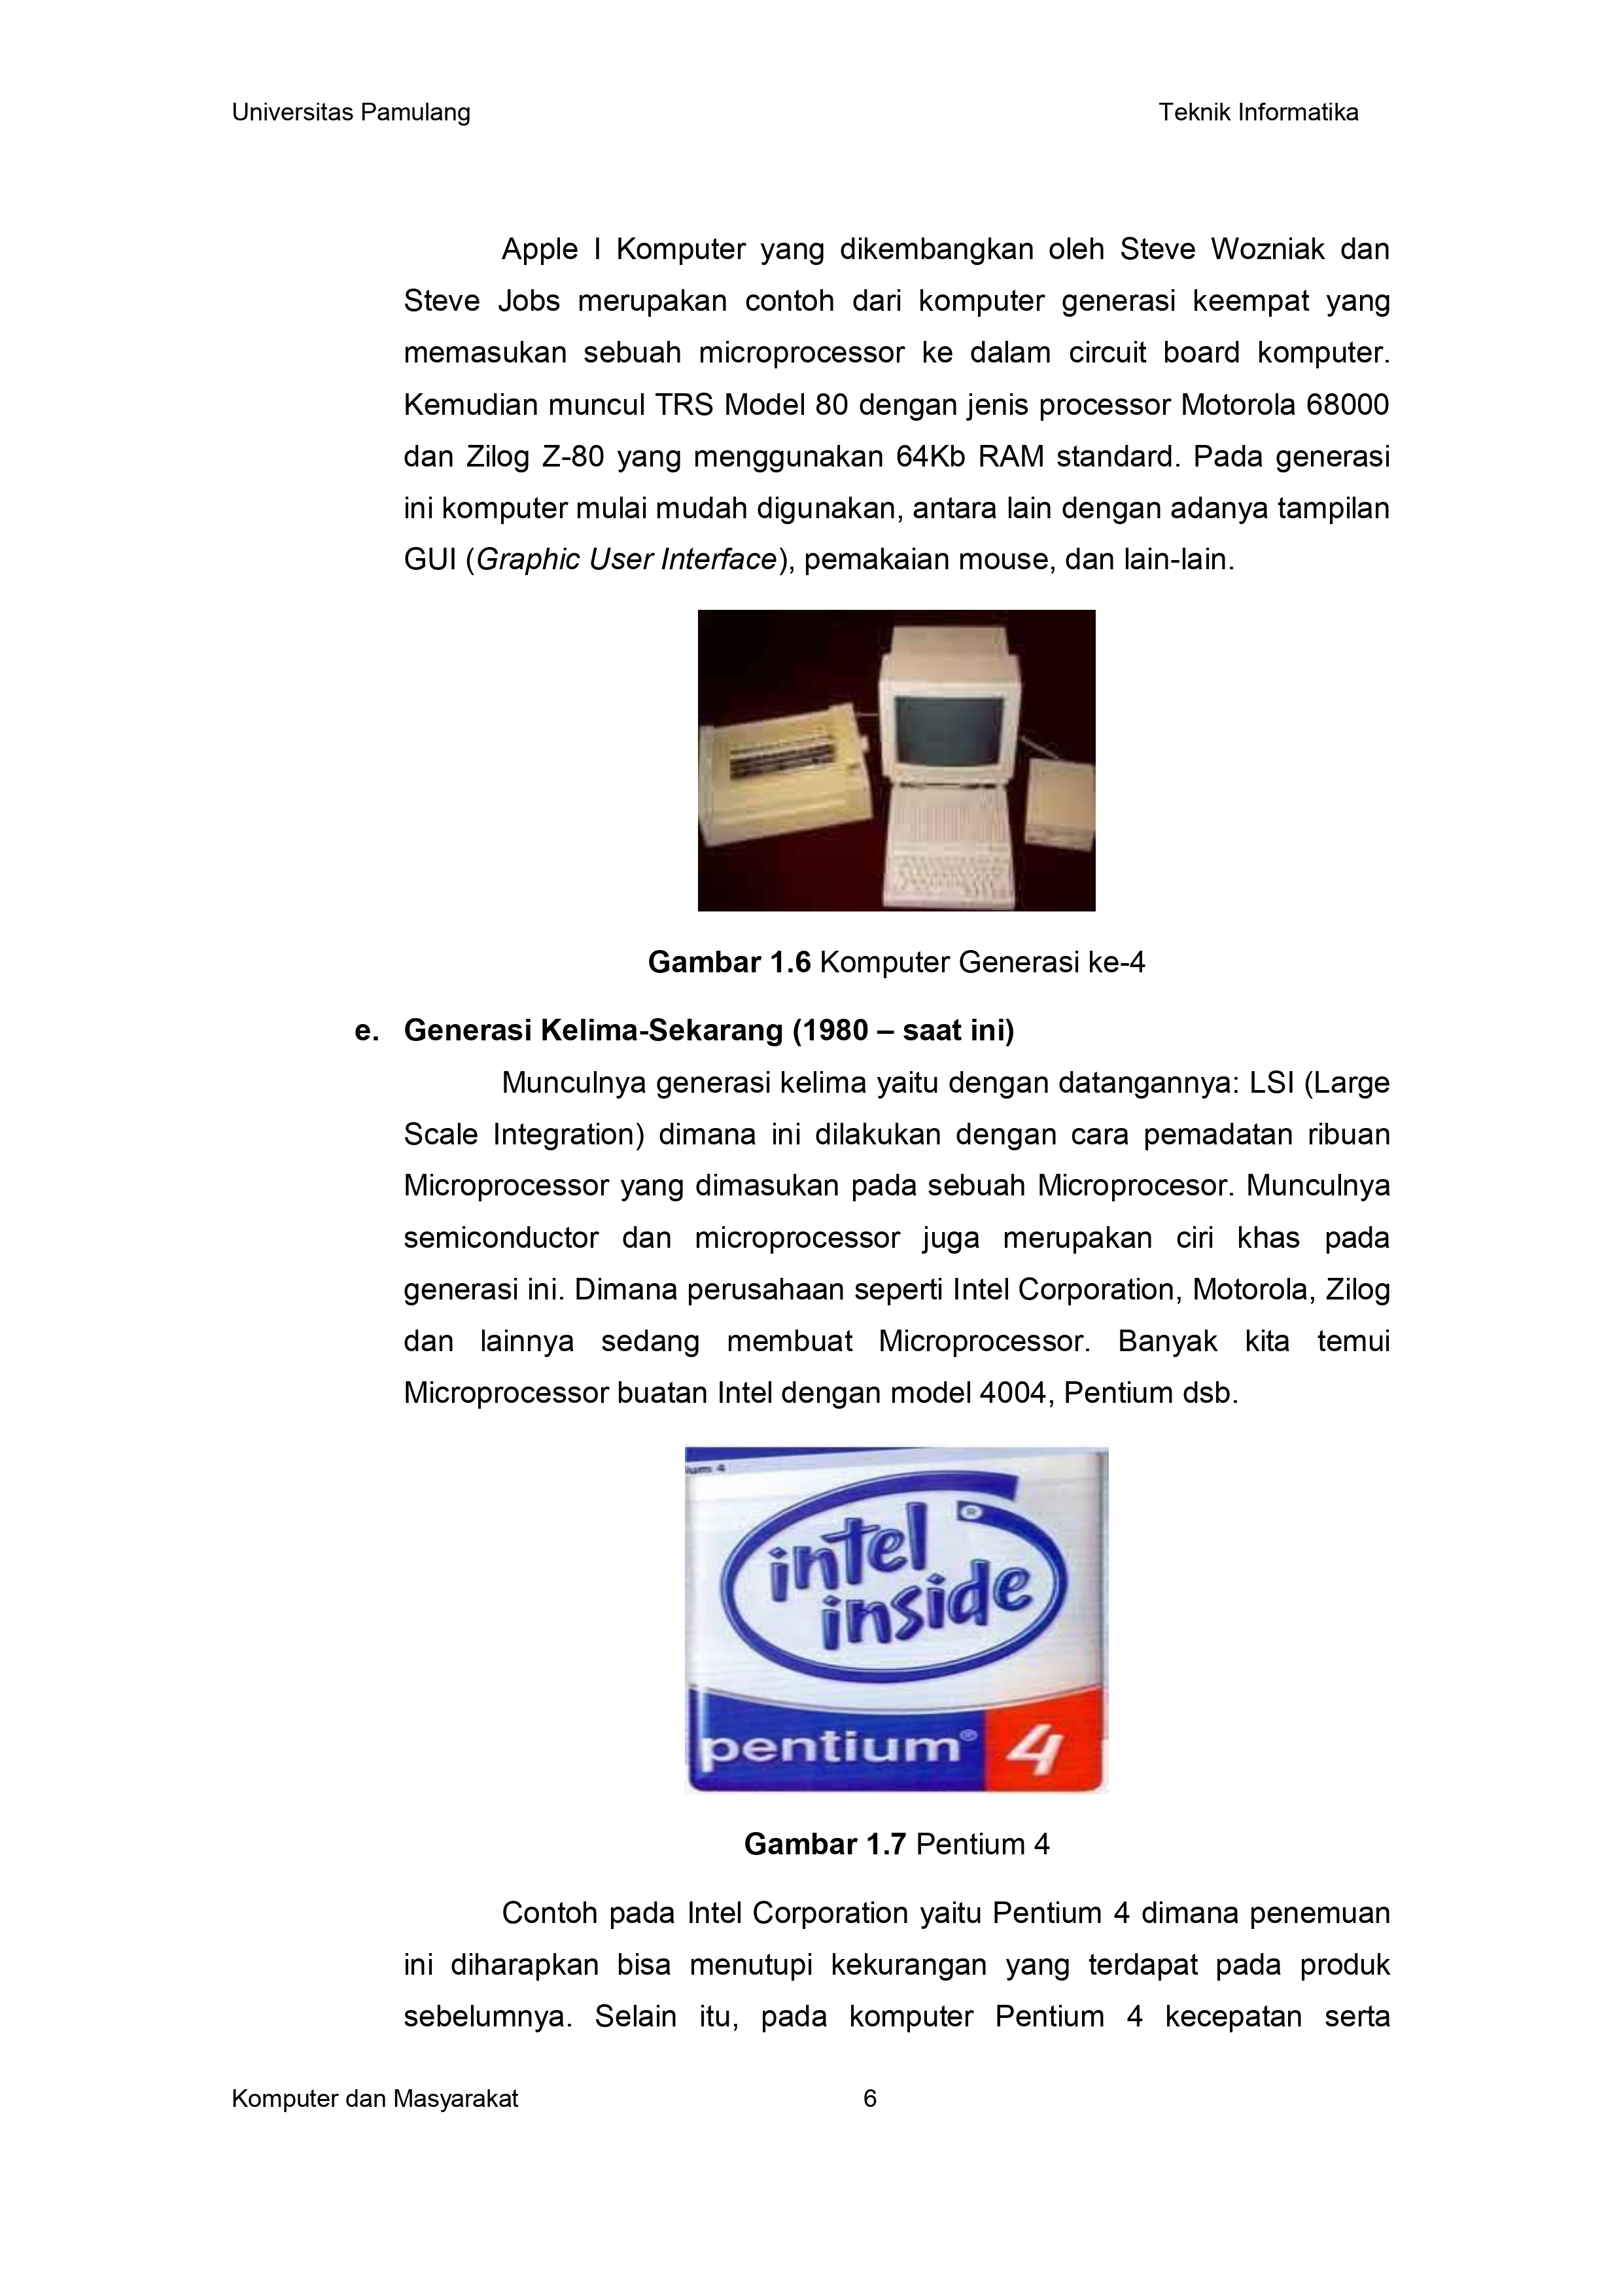 Universitas Pamulang Teknik Informatika
Apple I Komputer yang dikembangkan oleh Steve Wozniak dan
Steve Jobs merupakan contoh dari komputer generasi keempat yang
memasukan sebuah microprocessor ke dalam circuit board komputer.
Kemudian muncul TRS Model 80 dengan jenis processor Motorola 68000
dan Zilog Z-80 yang menggunakan 64Kb RAM standard. Pada generasi
ini komputer mulai mudah digunakan, antara lain dengan adanya tampilan
GUI (Graphic User Interface), pemakaian mouse, dan lain-lain.
Gambar 1.6 Komputer Generasi ke-4
e. Generasi Kelima-Sekarang (1980 – saat ini)
Munculnya generasi kelima yaitu dengan datangannya: LSI (Large
Scale Integration) dimana ini dilakukan dengan cara pemadatan ribuan
Microprocessor yang dimasukan pada sebuah Microprocesor. Munculnya
semiconductor dan microprocessor juga merupakan ciri khas pada
generasi ini. Dimana perusahaan seperti Intel Corporation, Motorola, Zilog
dan lainnya sedang membuat Microprocessor. Banyak kita temui
Microprocessor buatan Intel dengan model 4004, Pentium dsb.
ium 4
intel
inside
pentium® 4
Gambar 1.7 Pentium 4
Contoh pada Intel Corporation yaitu Pentium 4 dimana penemuan
ini diharapkan bisa menutupi kekurangan yang terdapat pada produk
sebelumnya. Selain itu, pada komputer Pentium 4 kecepatan serta
Komputer dan Masyarakat 6